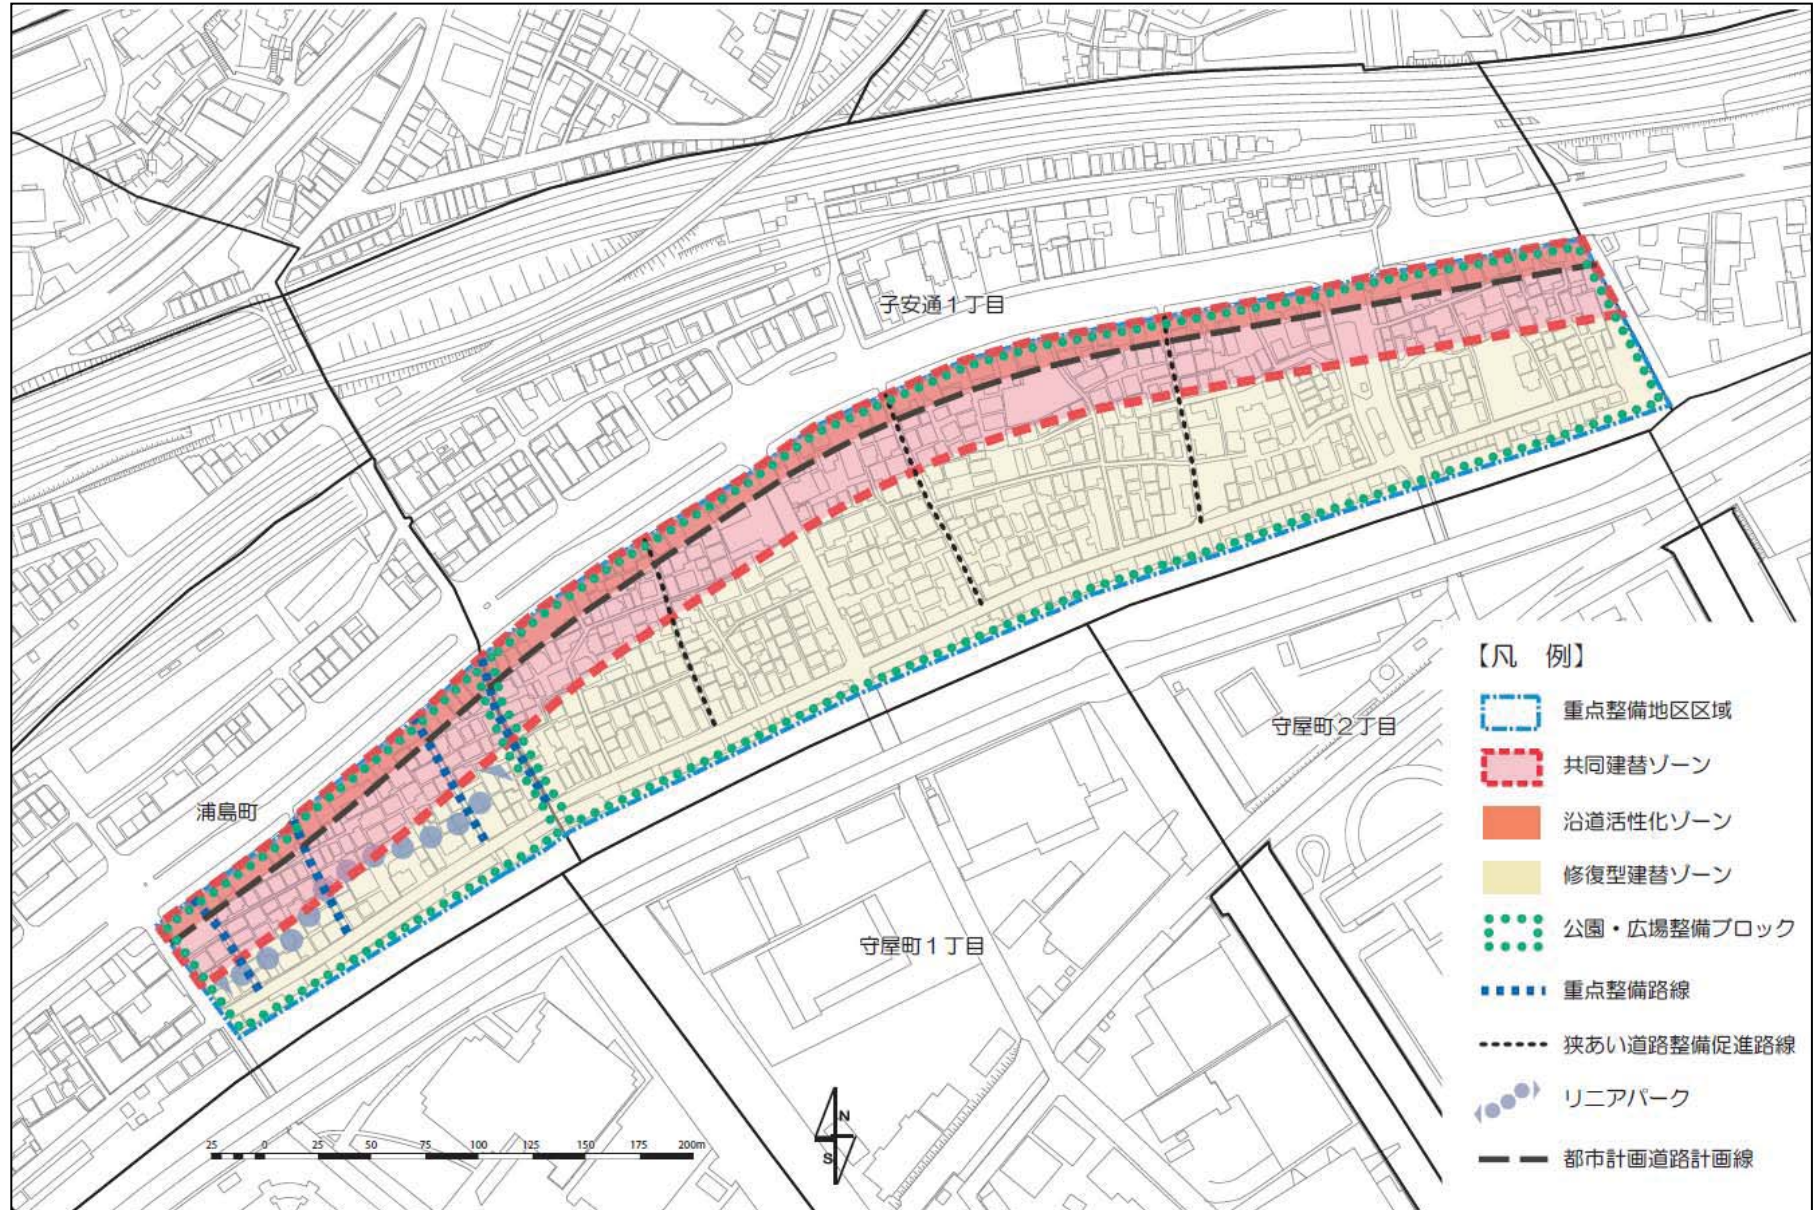 子安通1丁目
浦島町
守屋町2丁目
守屋町1丁目
25 0 25 50 75 100 125 150 175 200m
N
S
【凡 例】
重点整備地区区域
共同建替ゾーン
沿道活性化ゾーン
修復型建替ゾーン
公園・広場整備ブロック
重点整備路線
狭あい道路整備促進路線
リニアパーク
都市計画道路計画線